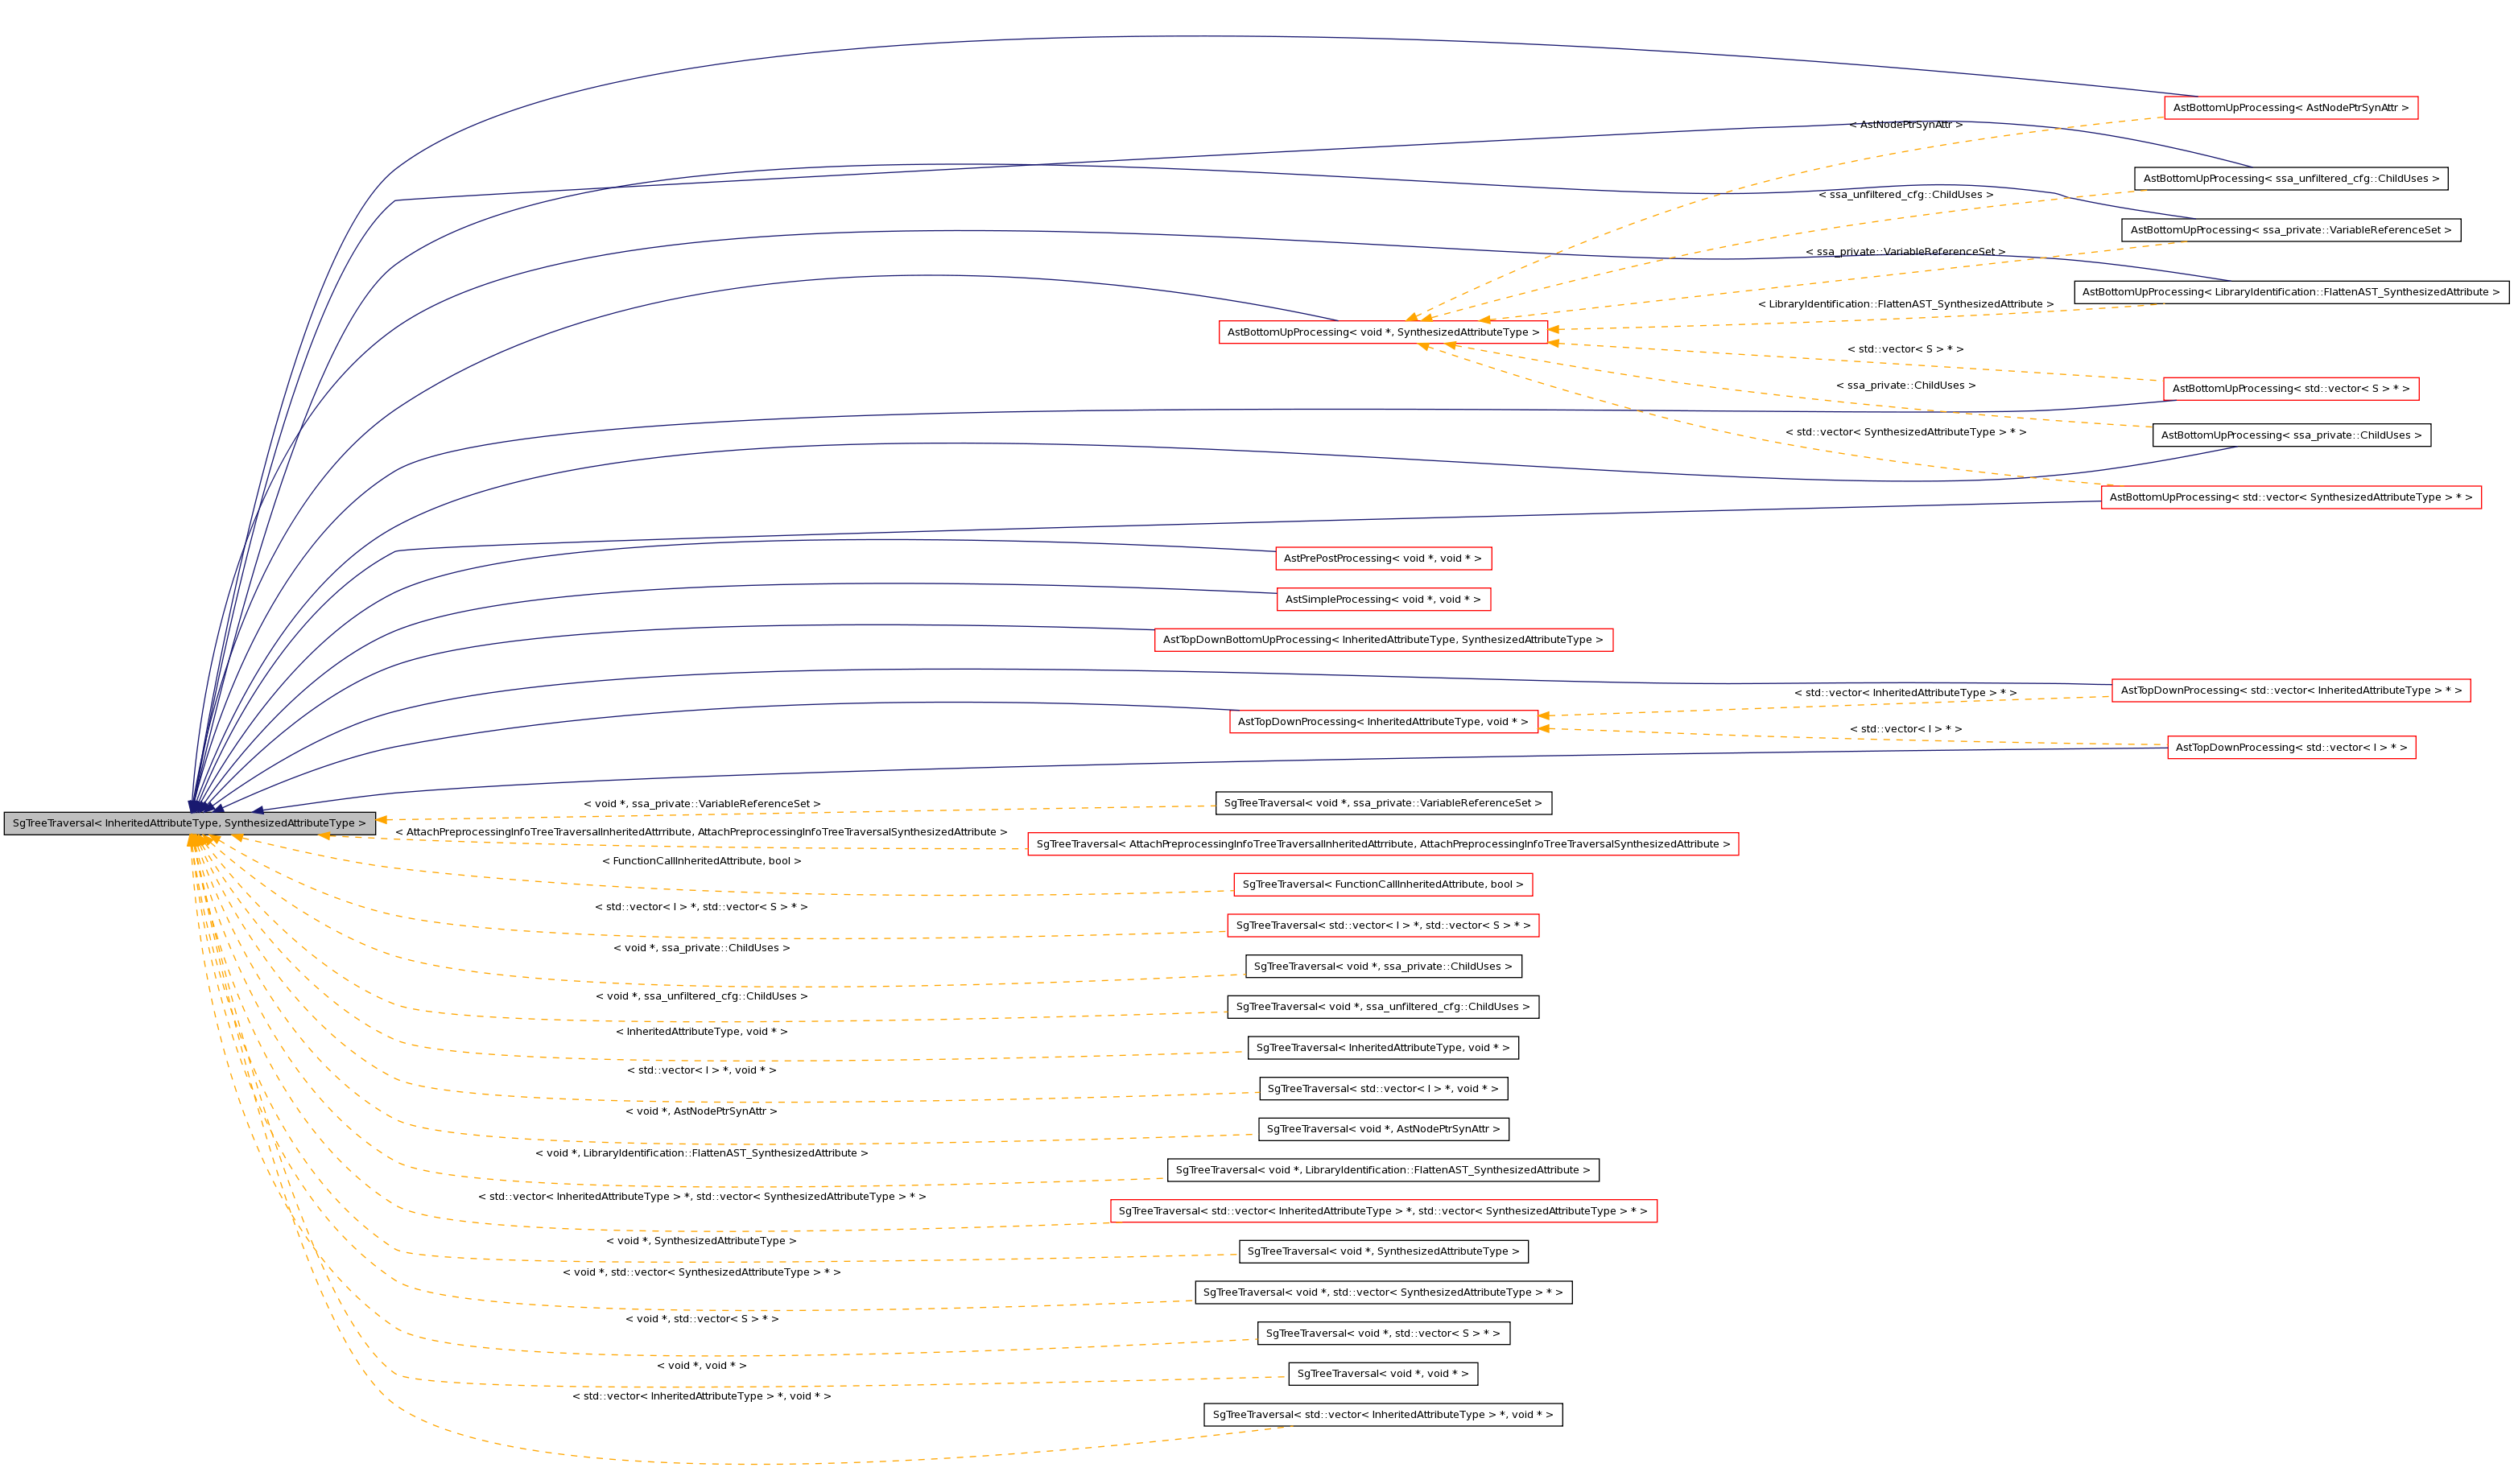 AstBottomUpProcessing< AstNodePtrSynAttr >
< AstNodePtrSynAttr >
AstBottomUpProcessing< ssa_unfiltered_cfg::ChildUses >
< ssa_unfiltered_cfg::ChildUses >
AstBottomUpProcessing< ssa_private::VariableReferenceSet >
< ssa_private::VariableReferenceSet >
AstBottomUpProcessing< LibraryIdentification::FlattenAST_SynthesizedAttribute >
< LibraryIdentification::FlattenAST_SynthesizedAttribute >
AstBottomUpProcessing< void *, SynthesizedAttributeType >
< std::vector< S > * >
AstBottomUpProcessing< std::vector< S > * >
< ssa_private::ChildUses >
AstBottomUpProcessing< ssa_private::ChildUses >
< std::vector< SynthesizedAttributeType > * >
AstBottomUpProcessing< std::vector< SynthesizedAttributeType > * >
AstPrePostProcessing< void *, void * >
AstSimpleProcessing< void *, void * >
AstTopDownBottomUpProcessing< InheritedAttributeType, SynthesizedAttributeType >
< std::vector< InheritedAttributeType > * >
AstTopDownProcessing< std::vector< InheritedAttributeType > * >
AstTopDownProcessing< InheritedAttributeType, void * >
< std::vector< I > * >
AstTopDownProcessing< std::vector< I > * >
< void *, ssa_private::VariableReferenceSet >
SgTreeTraversal< void *, ssa_private::VariableReferenceSet >
SgTreeTraversal< InheritedAttributeType, SynthesizedAttributeType >
< AttachPreprocessingInfoTreeTraversalInheritedAttrribute, AttachPreprocessingInfoTreeTraversalSynthesizedAttribute >
SgTreeTraversal< AttachPreprocessingInfoTreeTraversalInheritedAttrribute, AttachPreprocessingInfoTreeTraversalSynthesizedAttribute >
< FunctionCallInheritedAttribute, bool >
SgTreeTraversal< FunctionCallInheritedAttribute, bool >
< std::vector< I > *, std::vector< S > * >
SgTreeTraversal< std::vector< I > *, std::vector< S > * >
< void *, ssa_private::ChildUses >
SgTreeTraversal< void *, ssa_private::ChildUses >
< void *, ssa_unfiltered_cfg::ChildUses >
SgTreeTraversal< void *, ssa_unfiltered_cfg::ChildUses >
< InheritedAttributeType, void * >
SgTreeTraversal< InheritedAttributeType, void * >
< std::vector< I > *, void * >
SgTreeTraversal< std::vector< I > *, void * >
< void *, AstNodePtrSynAttr >
SgTreeTraversal< void *, AstNodePtrSynAttr >
< void *, LibraryIdentification::FlattenAST_SynthesizedAttribute >
SgTreeTraversal< void *, LibraryIdentification::FlattenAST_SynthesizedAttribute >
< std::vector< InheritedAttributeType > *, std::vector< SynthesizedAttributeType > * >
SgTreeTraversal< std::vector< InheritedAttributeType > *, std::vector< SynthesizedAttributeType > * >
< void *, SynthesizedAttributeType >
SgTreeTraversal< void *, SynthesizedAttributeType >
< void *, std::vector< SynthesizedAttributeType > * >
SgTreeTraversal< void *, std::vector< SynthesizedAttributeType > * >
< void *, std::vector< S > * >
SgTreeTraversal< void *, std::vector< S > * >
< void *, void * >
SgTreeTraversal< void *, void * >
< std::vector< InheritedAttributeType > *, void * >
SgTreeTraversal< std::vector< InheritedAttributeType > *, void * >